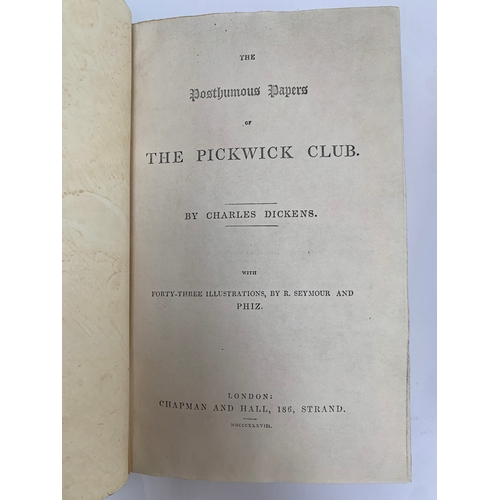 THE
Posthumous Papers
OF
THE PICKWICK CLUB.
BY CHARLES DICKENS.
WITH
FORTY-THREE ILLUSTRATIONS, BY R. SEYMOUR AND
PHIZ.
LONDON:
CHAPMAN AND HALL, 186, STRAND.
MDCCCXXXVIII.